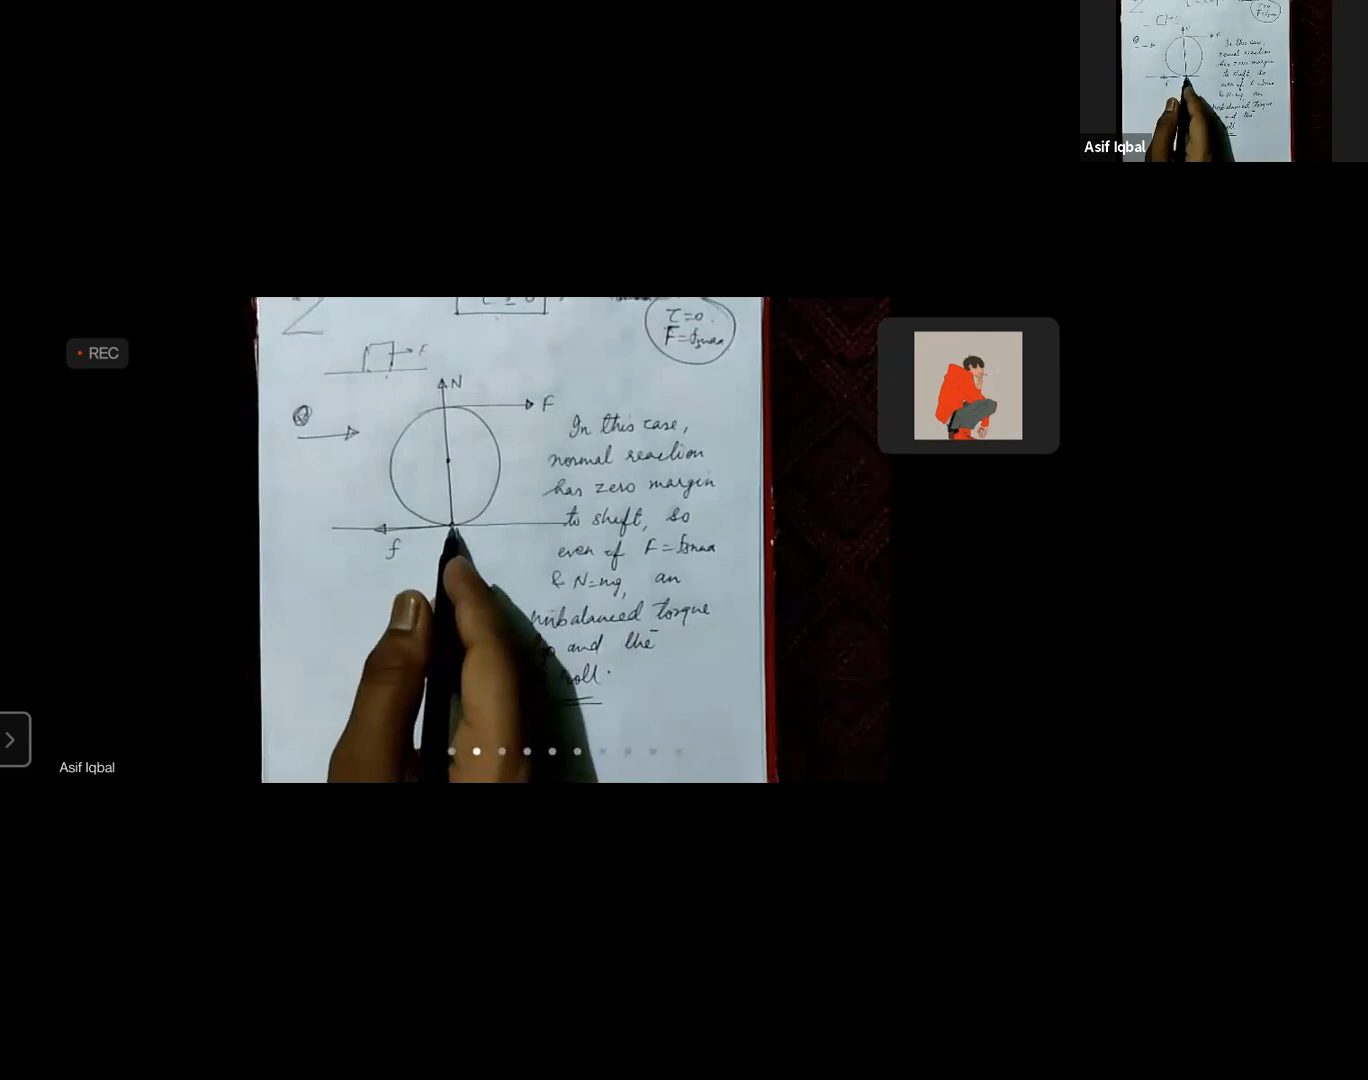 Asif Iqbal
REC
τ=0
F=fsmax
F
N
F
In this case,
normal reaction
has zero margin
to shift, so
even if F=fsmax
& N=mg, an
unbalanced torque
and the
roll.
f
Asif Iqbal